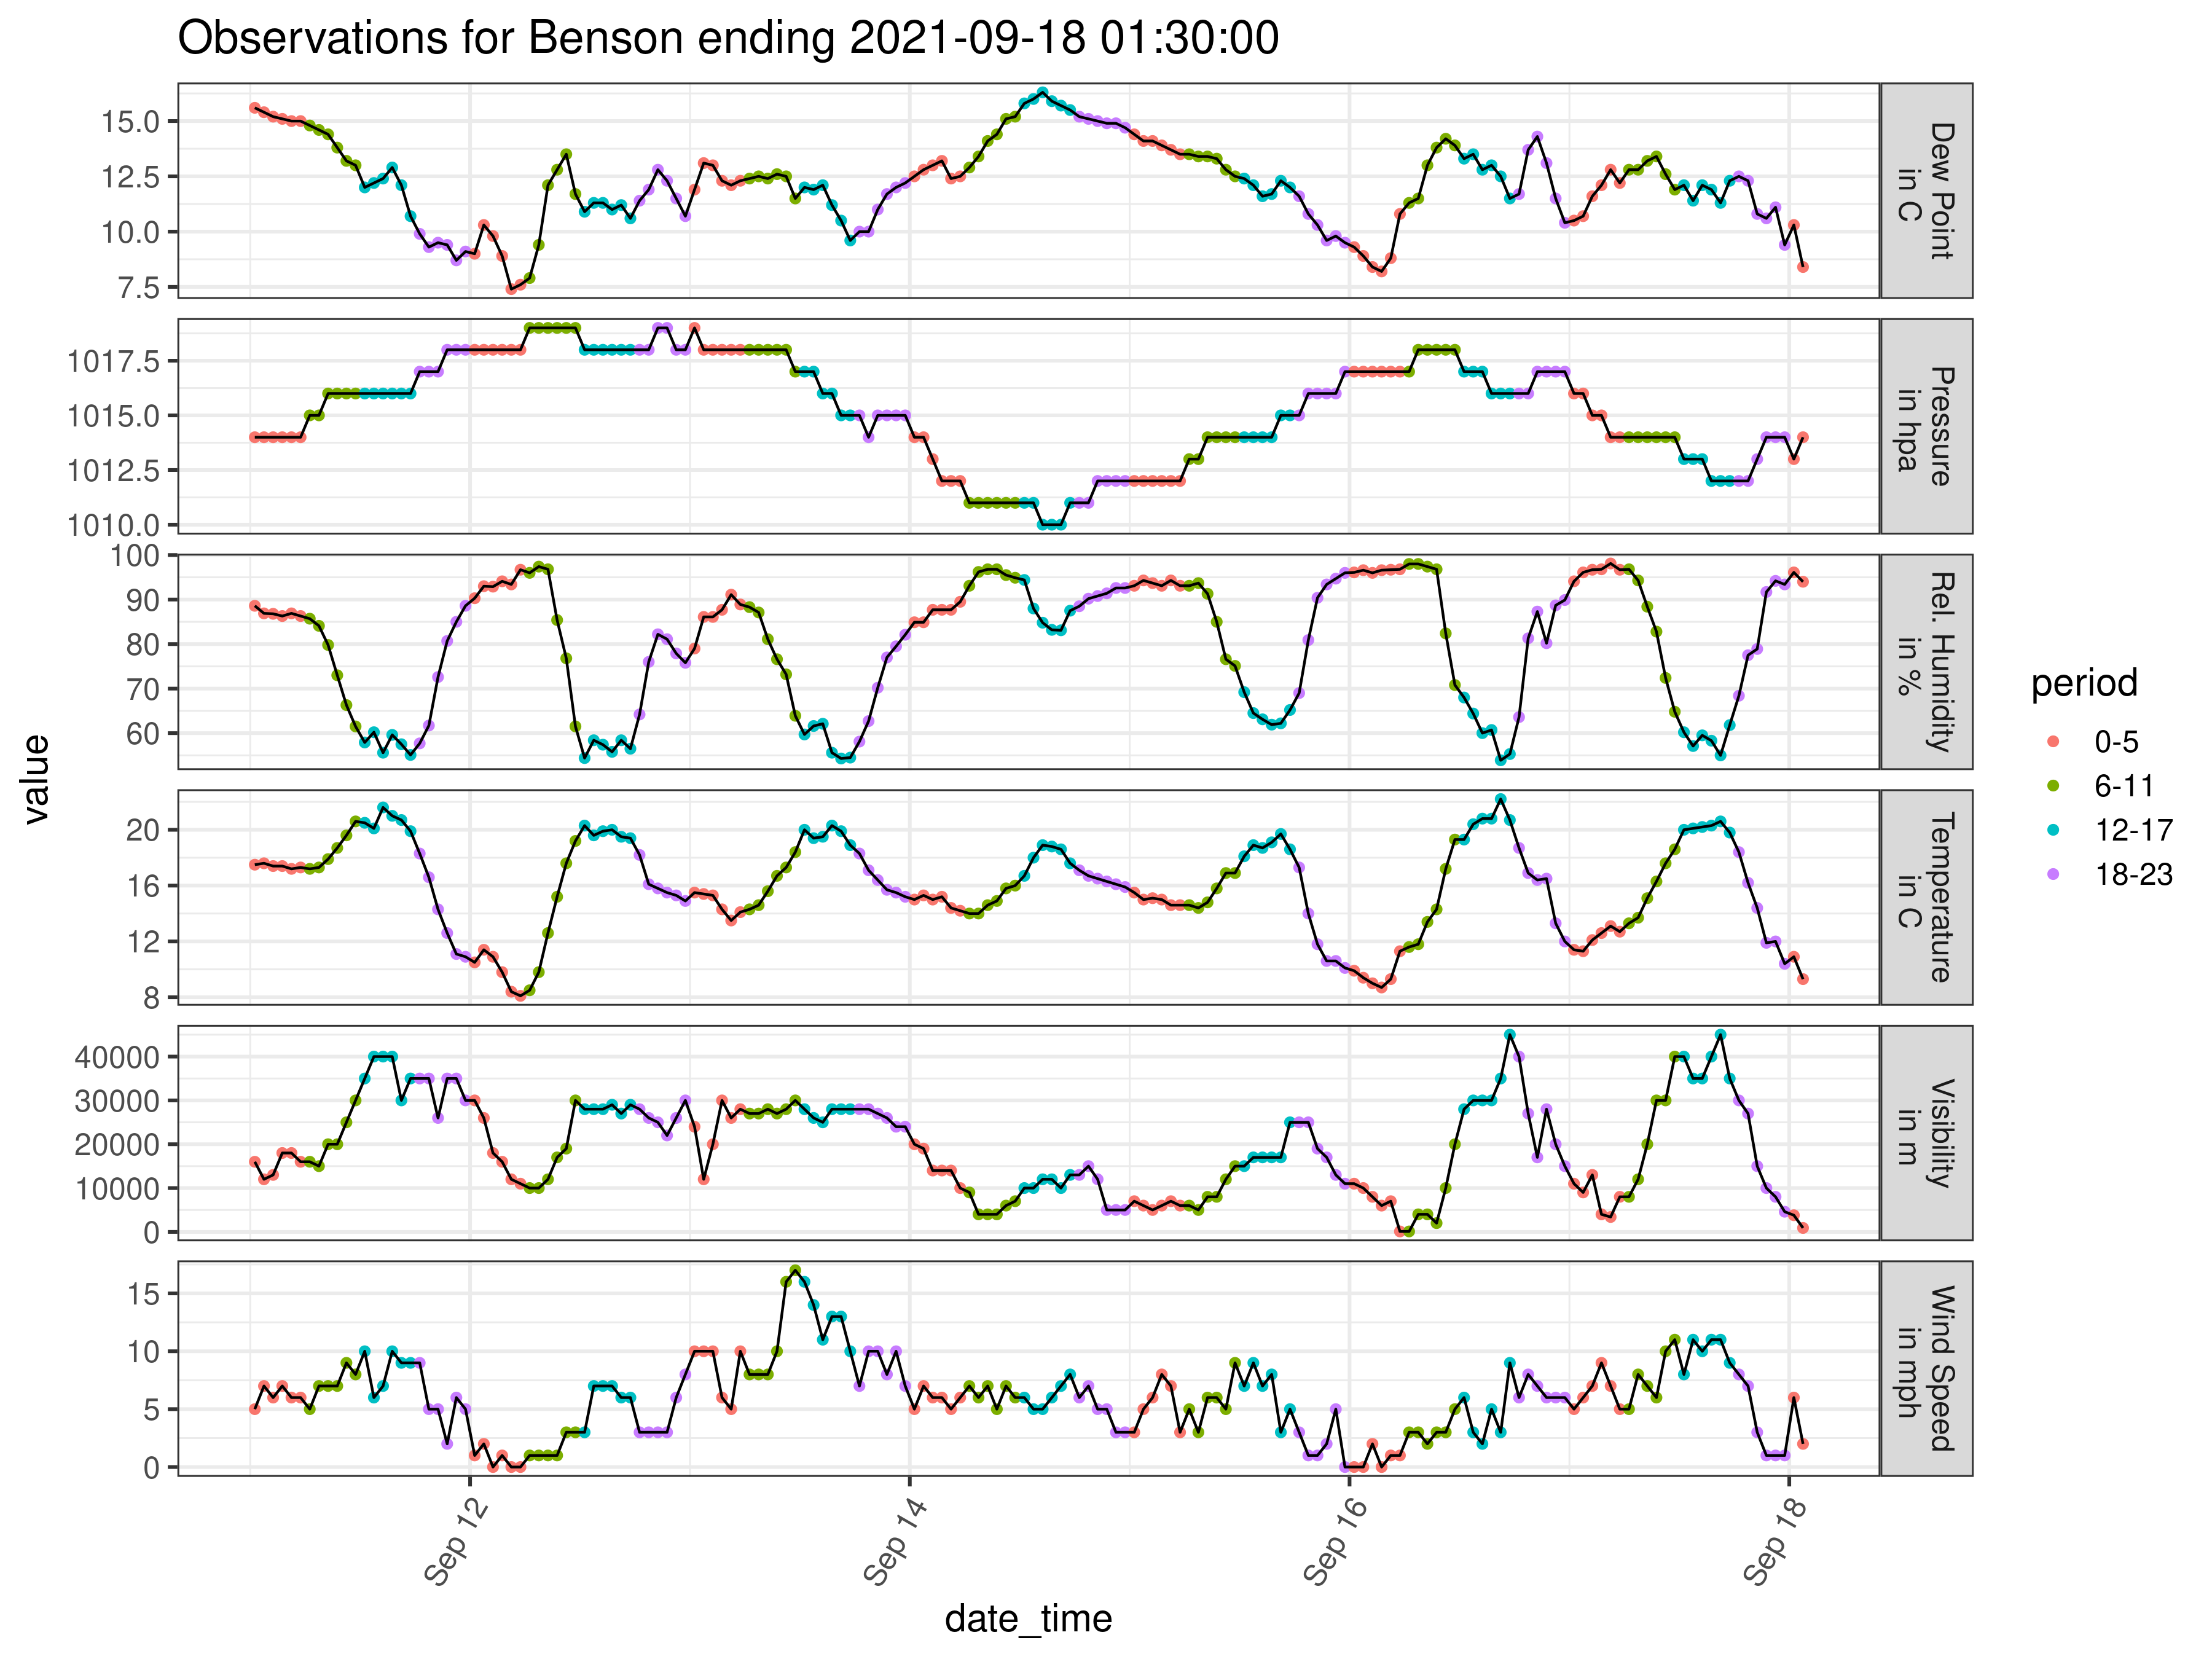 Observations for Benson ending 2021-09-18 01:30:00
value
15.0
12.5
10.0
7.5
Dew Point
in C
1017.5
1015.0
1012.5
1010.0
Pressure
in hpa
100
90
80
70
60
Rel. Humidity
in %
20
16
12
8
Temperature
in C
40000
30000
20000
10000
0
Visibility
in m
15
10
5
0
Wind Speed
in mph
Sep 12
Sep 14
Sep 16
Sep 18
date_time
period
0-5
6-11
12-17
18-23